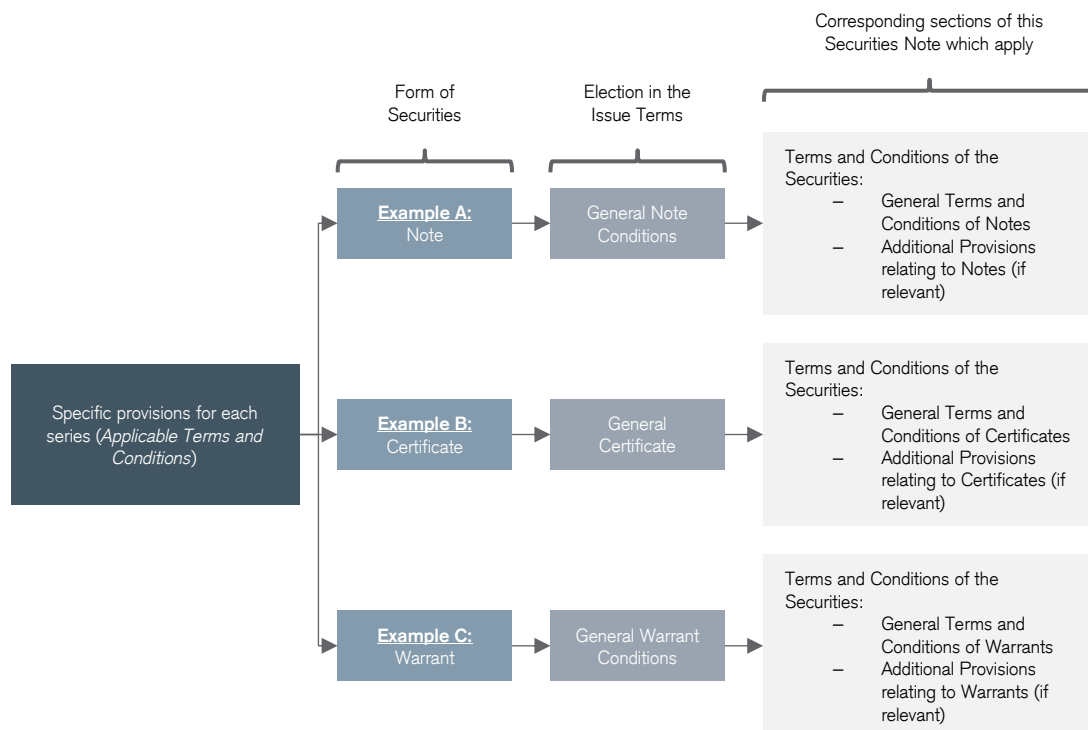 Corresponding sections of this
Securities Note which apply
Form of
Securities
Election in the
Issue Terms
Terms and Conditions of the
Securities:
– General Terms and
Conditions of Notes
– Additional Provisions
relating to Notes (if
relevant)
Example A:
Note
General Note
Conditions
Specific provisions for each
series (Applicable Terms and
Conditions)
Example B:
Certificate
General
Certificate
Terms and Conditions of the
Securities:
– General Terms and
Conditions of Certificates
– Additional Provisions
relating to Certificates (if
relevant)
Example C:
Warrant
General Warrant
Conditions
Terms and Conditions of the
Securities:
– General Terms and
Conditions of Warrants
– Additional Provisions
relating to Warrants (if
relevant)